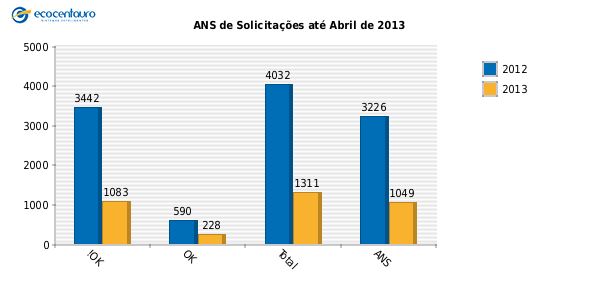 ecocentauro
ANS de Solicitações até Abril de 2013
5000
4000
3000
2000
1000
0
3442
1083
590
228
4032
1311
3226
1049
!OK
OK
Total
ANS
2012
2013